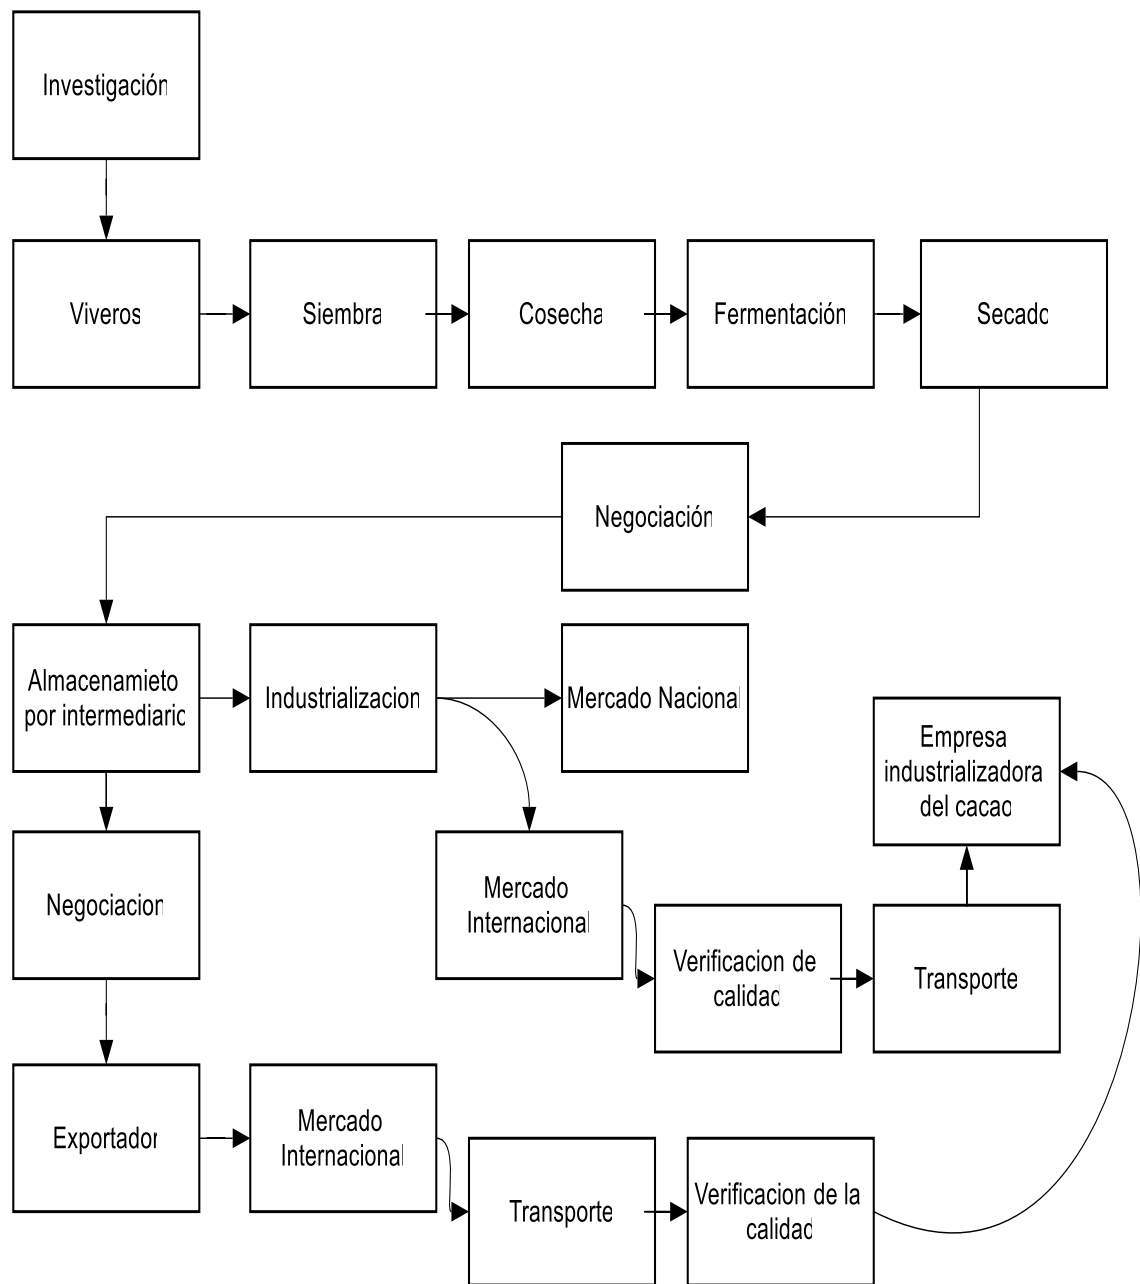 Investigación
Viveros
Siembra
Cosecha
Fermentación
Secado
Negociación
Almacenamieto
por intermediario
Industrializacion
Mercado Nacional
Empresa
industrializadora
del cacao
Negociacion
Mercado
Internacional
Verificacion de
calidad
Transporte
Exportador
Mercado
Internacional
Transporte
Verificacion de la
calidad